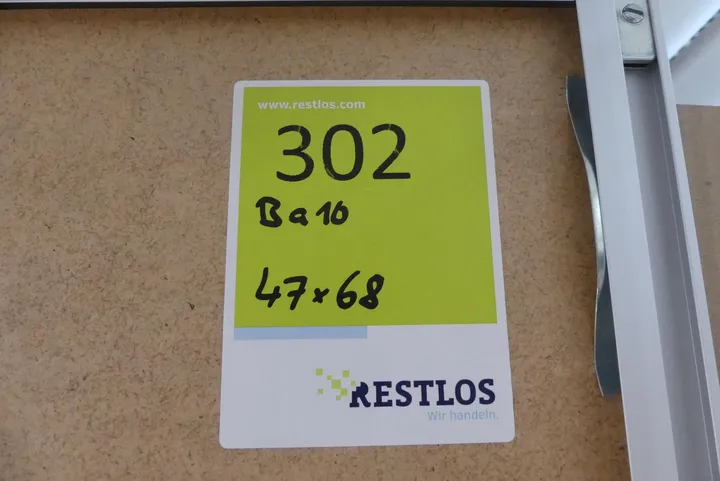 www.restlos.com
302
Ba10
47x68
RESTLOS
Wir handeln.